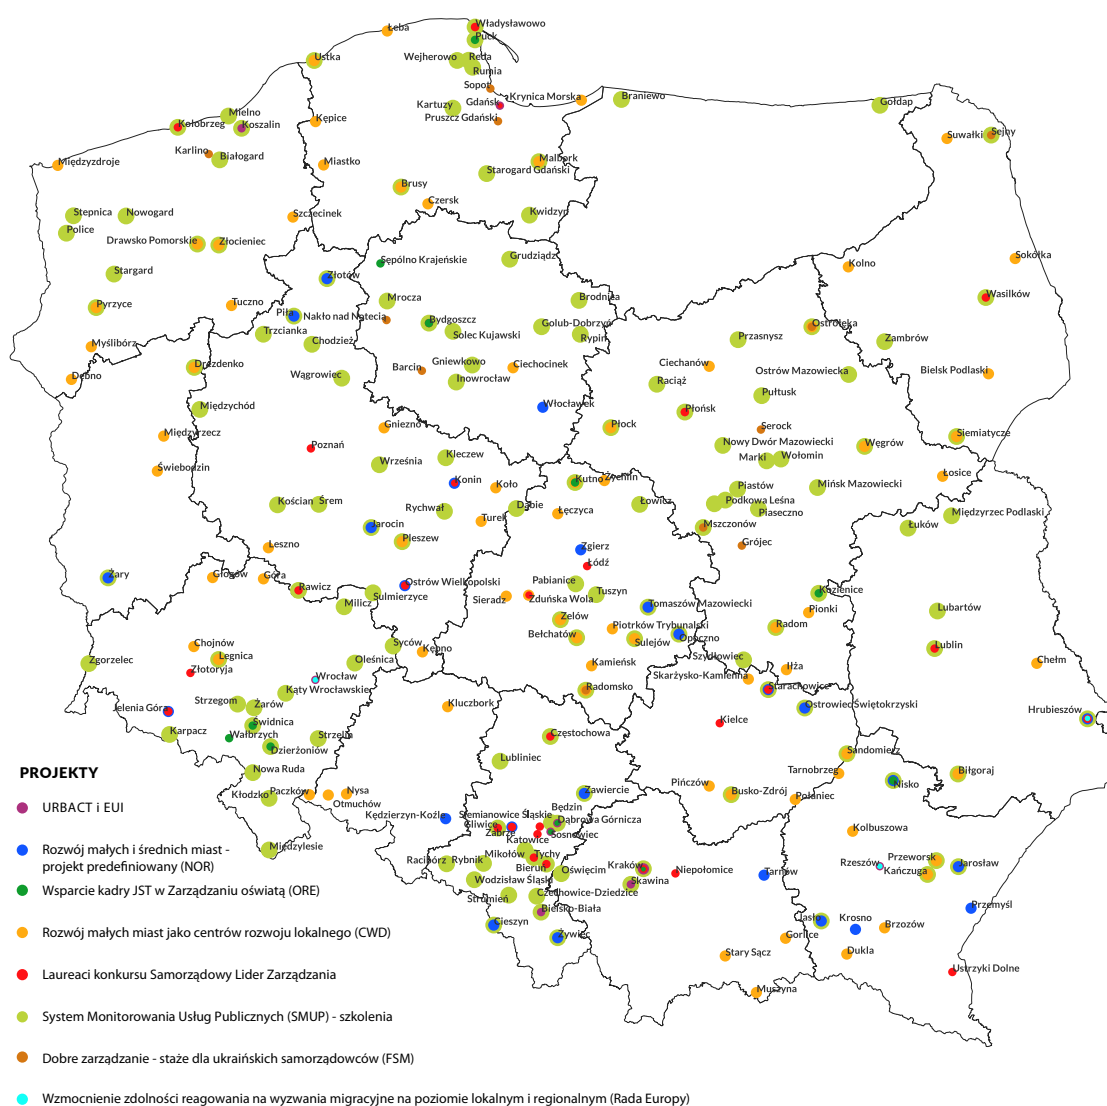 Władysławowo
Łeba
Puck
Ustka
Wejherowo
Reda
Rumia
Sopot
Krynica Morska
Braniewo
Gdańsk
Kartuzy
Pruszcz Gdański
Gołdap
Mielno
Kołobrzeg
Koszalin
Kępice
Suwałki
Sejny
Karlino
Białogard
Międzyzdroje
Miastko
Malbork
Starogard Gdański
Brusy
Czersk
Kwidzyn
Szczecinek
Stepnica
Nowogard
Police
Drawsko Pomorskie
Złocieniec
Stargard
Grudziądz
Sępólno Krajeńskie
Sokółka
Kolno
Złotów
Wasilków
Mrocza
Brodnica
Pyrzyce
Tuczno
Piła
Nakło nad Notecią
Bydgoszcz
Golub-Dobrzyń
Ostrołęka
Solec Kujawski
Rypin
Trzcianka
Przasnysz
Zambrów
Chodzież
Myślibórz
Gniewkowo
Ciechocinek
Ciechanów
Drezdenko
Barcin
Dębno
Wągrowiec
Inowrocław
Ostrów Mazowiecka
Bielsk Podlaski
Raciąż
Pułtusk
Międzychód
Włocławek
Płońsk
Gniezno
Płock
Serock
Międzyrzecz
Siemiatycze
Poznań
Nowy Dwór Mazowiecki
Węgrów
Kleczew
Marki
Wołomin
Września
Świebodzin
Konin
Koło
Kutno
Żychlin
Łosice
Piastów
Mińsk Mazowiecki
Kościan
Śrem
Podkowa Leśna
Rychwał
Dąbie
Łęczyca
Łowicz
Piaseczno
Międzyrzec Podlaski
Turek
Jarocin
Mszczonów
Łuków
Pleszew
Leszno
Zgierz
Grójec
Łódź
Żary
Głogów
Góra
Rawicz
Ostrów Wielkopolski
Pabianice
Sulmierzyce
Sieradz
Zduńska Wola
Tuszyn
Kozienice
Milicz
Tomaszów Mazowiecki
Pionki
Lubartów
Zelów
Piotrków Trybunalski
Radom
Bełchatów
Sulejów
Opoczno
Chojnów
Syców
Kępno
Lublin
Legnica
Zgorzelec
Oleśnica
Kamieńsk
Szydłowiec
Chełm
Złotoryja
Iłża
Wrocław
Skarżysko-Kamienna
Kąty Wrocławskie
Radomsko
Starachowice
Strzegom
Żarów
Kluczbork
Ostrowiec Świętokrzyski
Jelenia Góra
Hrubieszów
Świdnica
Kielce
Karpacz
Wałbrzych
Strzelin
Częstochowa
Dzierżoniów
Sandomierz
Lubliniec
Nowa Ruda
Tarnobrzeg
Biłgoraj
PROJEKTY
Nisko
Kłodzko
Paczków
Nysa
Zawiercie
Pińczów
Busko-Zdrój
Połaniec
Otmuchów
URBACT i EUI
Będzin
Kędzierzyn-Koźle
Siemianowice Śląskie
Dąbrowa Górnicza
Gliwice
Zabrze
Sosnowiec
Kolbuszowa
Katowice
Międzylesie
Rozwój małych i średnich miast -
projekt predefiniowany (NOR)
Mikołów
Tychy
Racibórz
Rybnik
Bieruń
Oświęcim
Kraków
Niepołomice
Tarnów
Rzeszów
Przeworsk
Jarosław
Kańczuga
Wodzisław Śląski
Skawina
Wsparcie kadry JST w Zarządzaniu oświatą (ORE)
Czechowice-Dziedzice
Strumień
Bielsko-Biała
Przemyśl
Cieszyn
Jasło
Krosno
Brzozów
Rozwój małych miast jako centrów rozwoju lokalnego (CWD)
Żywiec
Gorlice
Stary Sącz
Dukla
Ustrzyki Dolne
Laureaci konkursu Samorządowy Lider Zarządzania
Muszyna
System Monitorowania Usług Publicznych (SMUP) - szkolenia
Dobre zarządzanie - staże dla ukraińskich samorządowców (FSM)
Wzmocnienie zdolności reagowania na wyzwania migracyjne na poziomie lokalnym i regionalnym (Rada Europy)